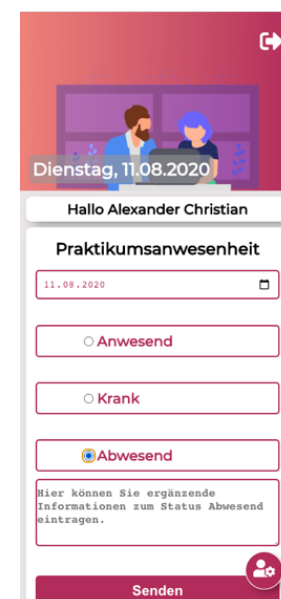 Dienstag, 11.08.2020
Hallo Alexander Christian
Praktikumsanwesenheit
11.08.2020
Anwesend
Krank
Abwesend
Hier können Sie ergänzende
Informationen zum Status Abwesend
eintragen.
Senden